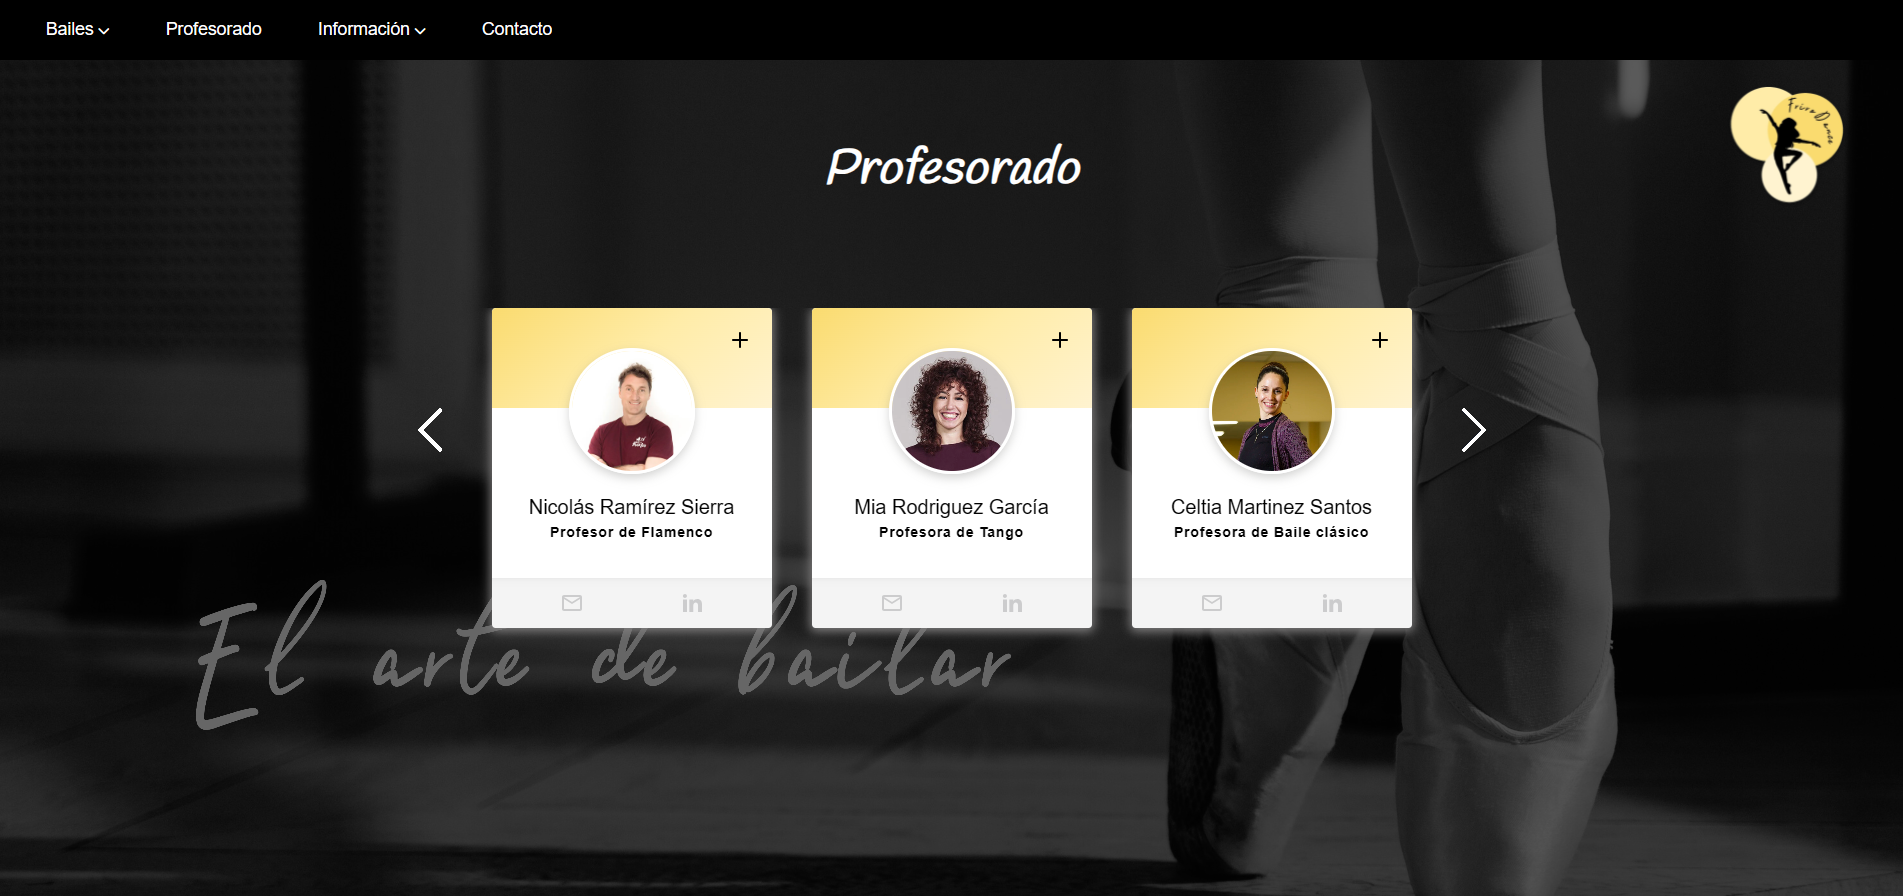 Bailes Profesorado Información Contacto
Feira Dance
Profesorado
Nicolás Ramírez Sierra
Profesor de Flamenco
Mia Rodriguez García
Profesora de Tango
Celtia Martinez Santos
Profesora de Baile clásico
in in in
El arte de bailar